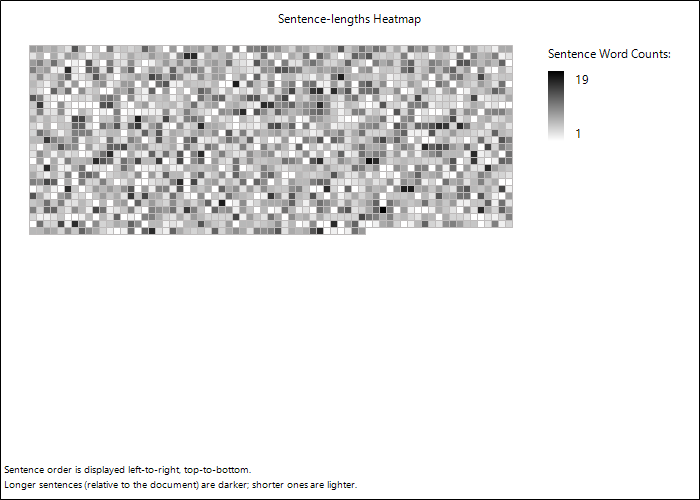 Sentence-lengths Heatmap
Sentence Word Counts:
19
1
Sentence order is displayed left-to-right, top-to-bottom.
Longer sentences (relative to the document) are darker; shorter ones are lighter.